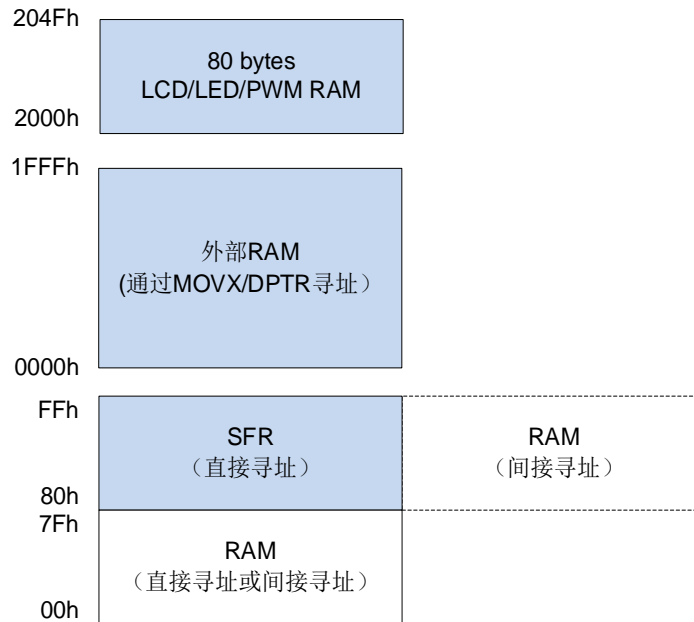 204Fh
80 bytes
LCD/LED/PWM RAM
2000h
1FFFh
外部RAM
(通过MOVX/DPTR寻址）
0000h
FFh
SFR
（直接寻址）
RAM
（间接寻址）
80h
7Fh
RAM
（直接寻址或间接寻址）
00h